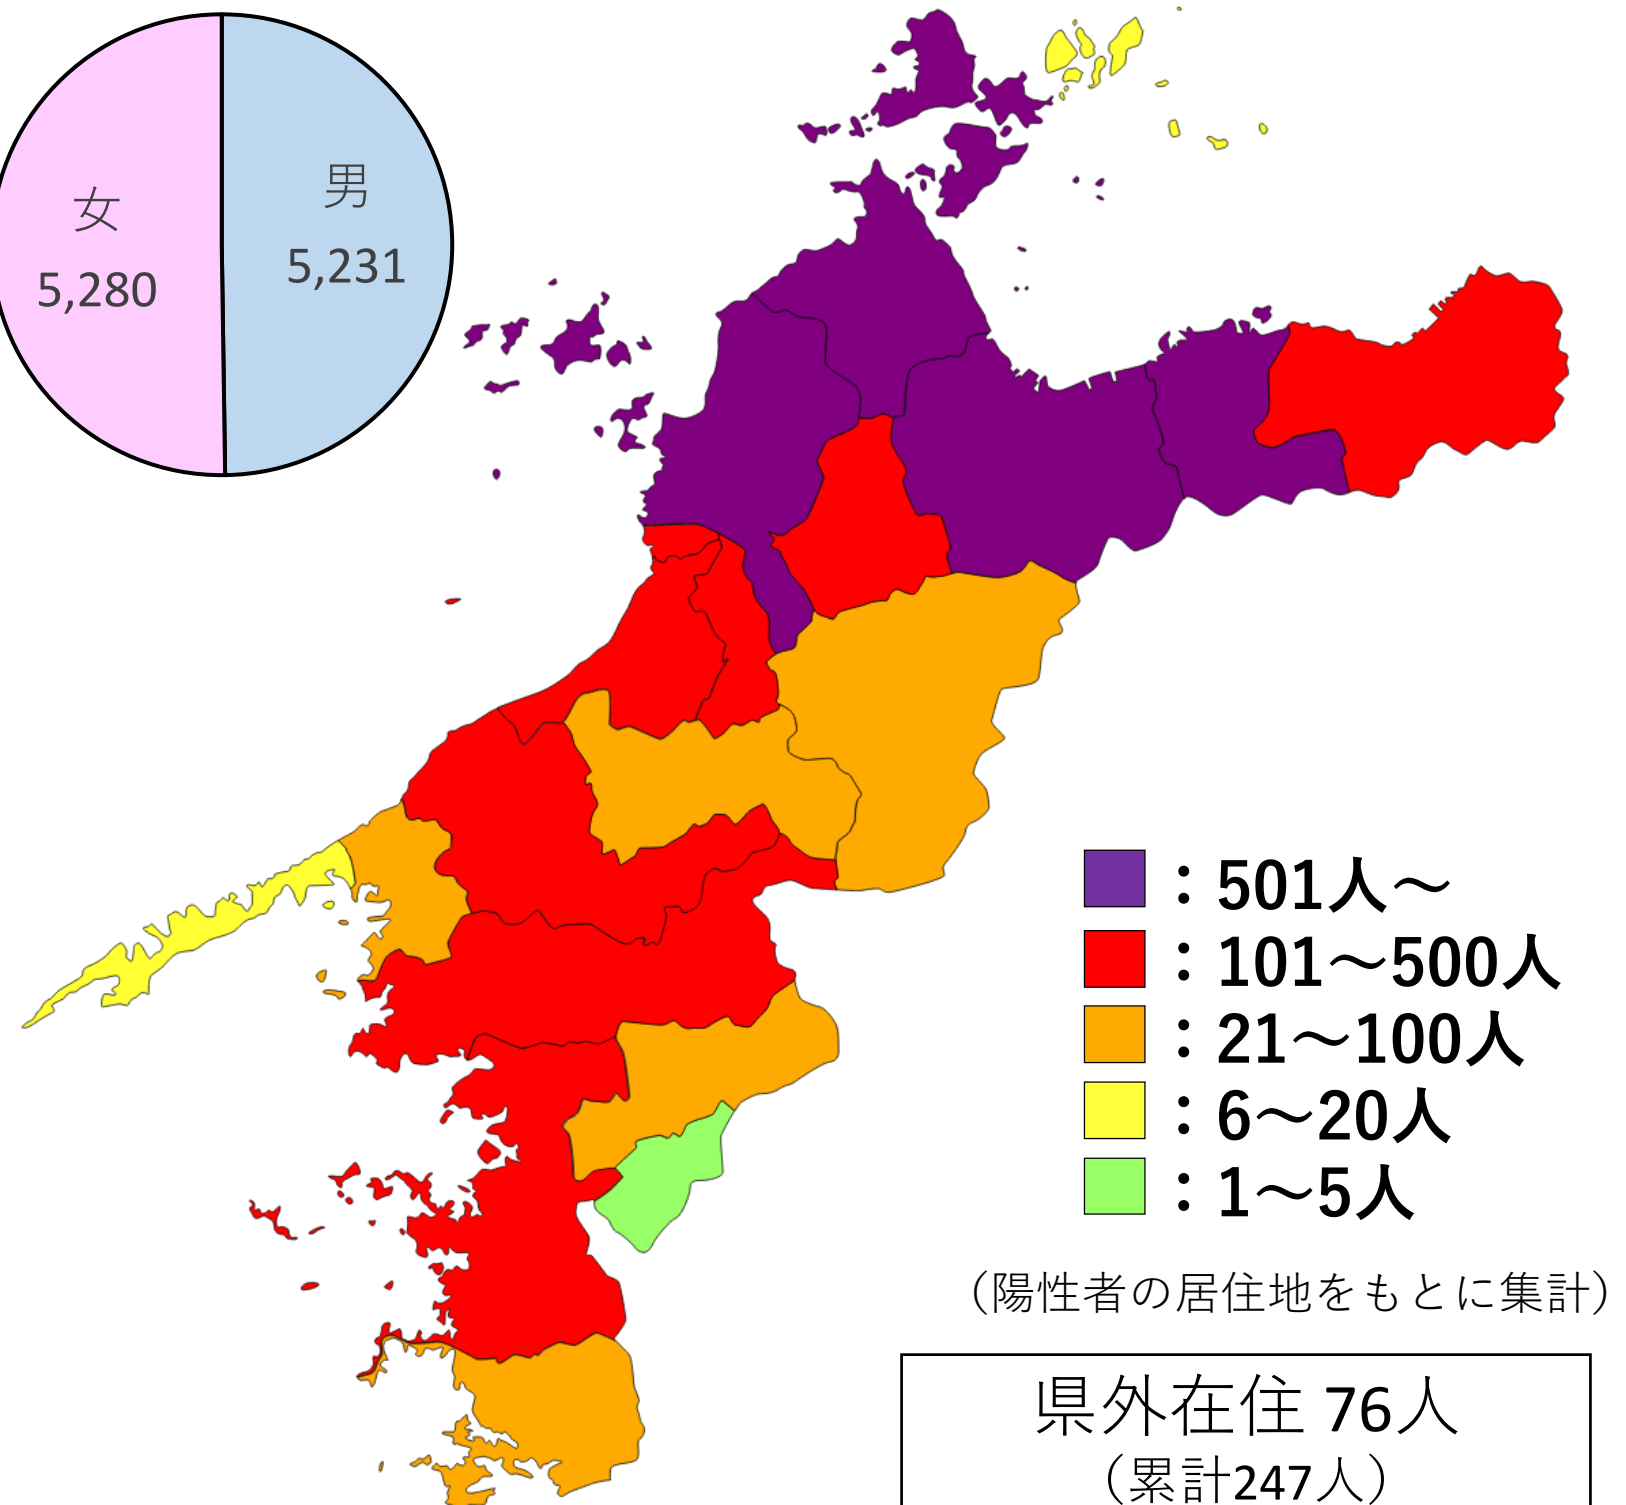 女
5,280
男
5,231
：501人～
：101～500人
：21～100人
：6～20人
：1～5人
（陽性者の居住地をもとに集計）
県外在住 76人
（累計247人）